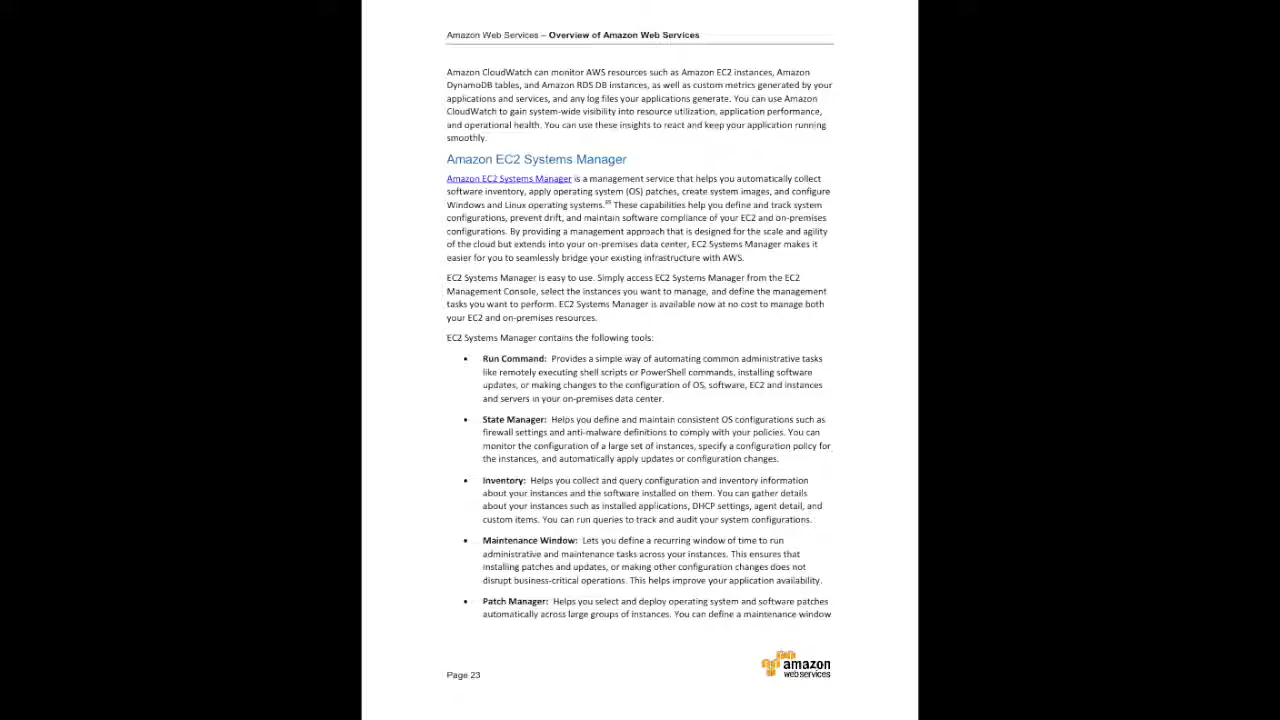 Amazon Web Services – Overview of Amazon Web Services
Amazon CloudWatch can monitor AWS resources such as Amazon EC2 instances, Amazon
DynamoDB tables, and Amazon RDS DB instances, as well as custom metrics generated by your
applications and services, and any log files your applications generate. You can use Amazon
CloudWatch to gain system-wide visibility into resource utilization, application performance,
and operational health. You can use these insights to react and keep your application running
smoothly.
Amazon EC2 Systems Manager
Amazon EC2 Systems Manager is a management service that helps you automatically collect
software inventory, apply operating system (OS) patches, create system images, and configure
Windows and Linux operating systems. These capabilities help you define and track system
configurations, prevent drift, and maintain software compliance of your EC2 and on-premises
configurations. By providing a management approach that is designed for the scale and agility
of the cloud but extends into your on-premises data center, EC2 Systems Manager makes it
easier for you to seamlessly bridge your existing infrastructure with AWS.
EC2 Systems Manager is easy to use. Simply access EC2 Systems Manager from the EC2
Management Console, select the instances you want to manage, and define the management
tasks you want to perform. EC2 Systems Manager is available now at no cost to manage both
your EC2 and on-premises resources.
EC2 Systems Manager contains the following tools:
• Run Command: Provides a simple way of automating common administrative tasks
like remotely executing shell scripts or PowerShell commands, installing software
updates, or making changes to the configuration of OS, software, EC2 and instances
and servers in your on-premises data center.
• State Manager: Helps you define and maintain consistent OS configurations such as
firewall settings and anti-malware definitions to comply with your policies. You can
monitor the configuration of a large set of instances, specify a configuration policy for
the instances, and automatically apply updates or configuration changes.
• Inventory: Helps you collect and query configuration and inventory information
about your instances and the software installed on them. You can gather details
about your instances such as installed applications, DHCP settings, agent detail, and
custom items. You can run queries to track and audit your system configurations.
• Maintenance Window: Lets you define a recurring window of time to run
administrative and maintenance tasks across your instances. This ensures that
installing patches and updates, or making other configuration changes does not
disrupt business-critical operations. This helps improve your application availability.
• Patch Manager: Helps you select and deploy operating system and software patches
automatically across large groups of instances. You can define a maintenance window
Page 23
amazon
web services